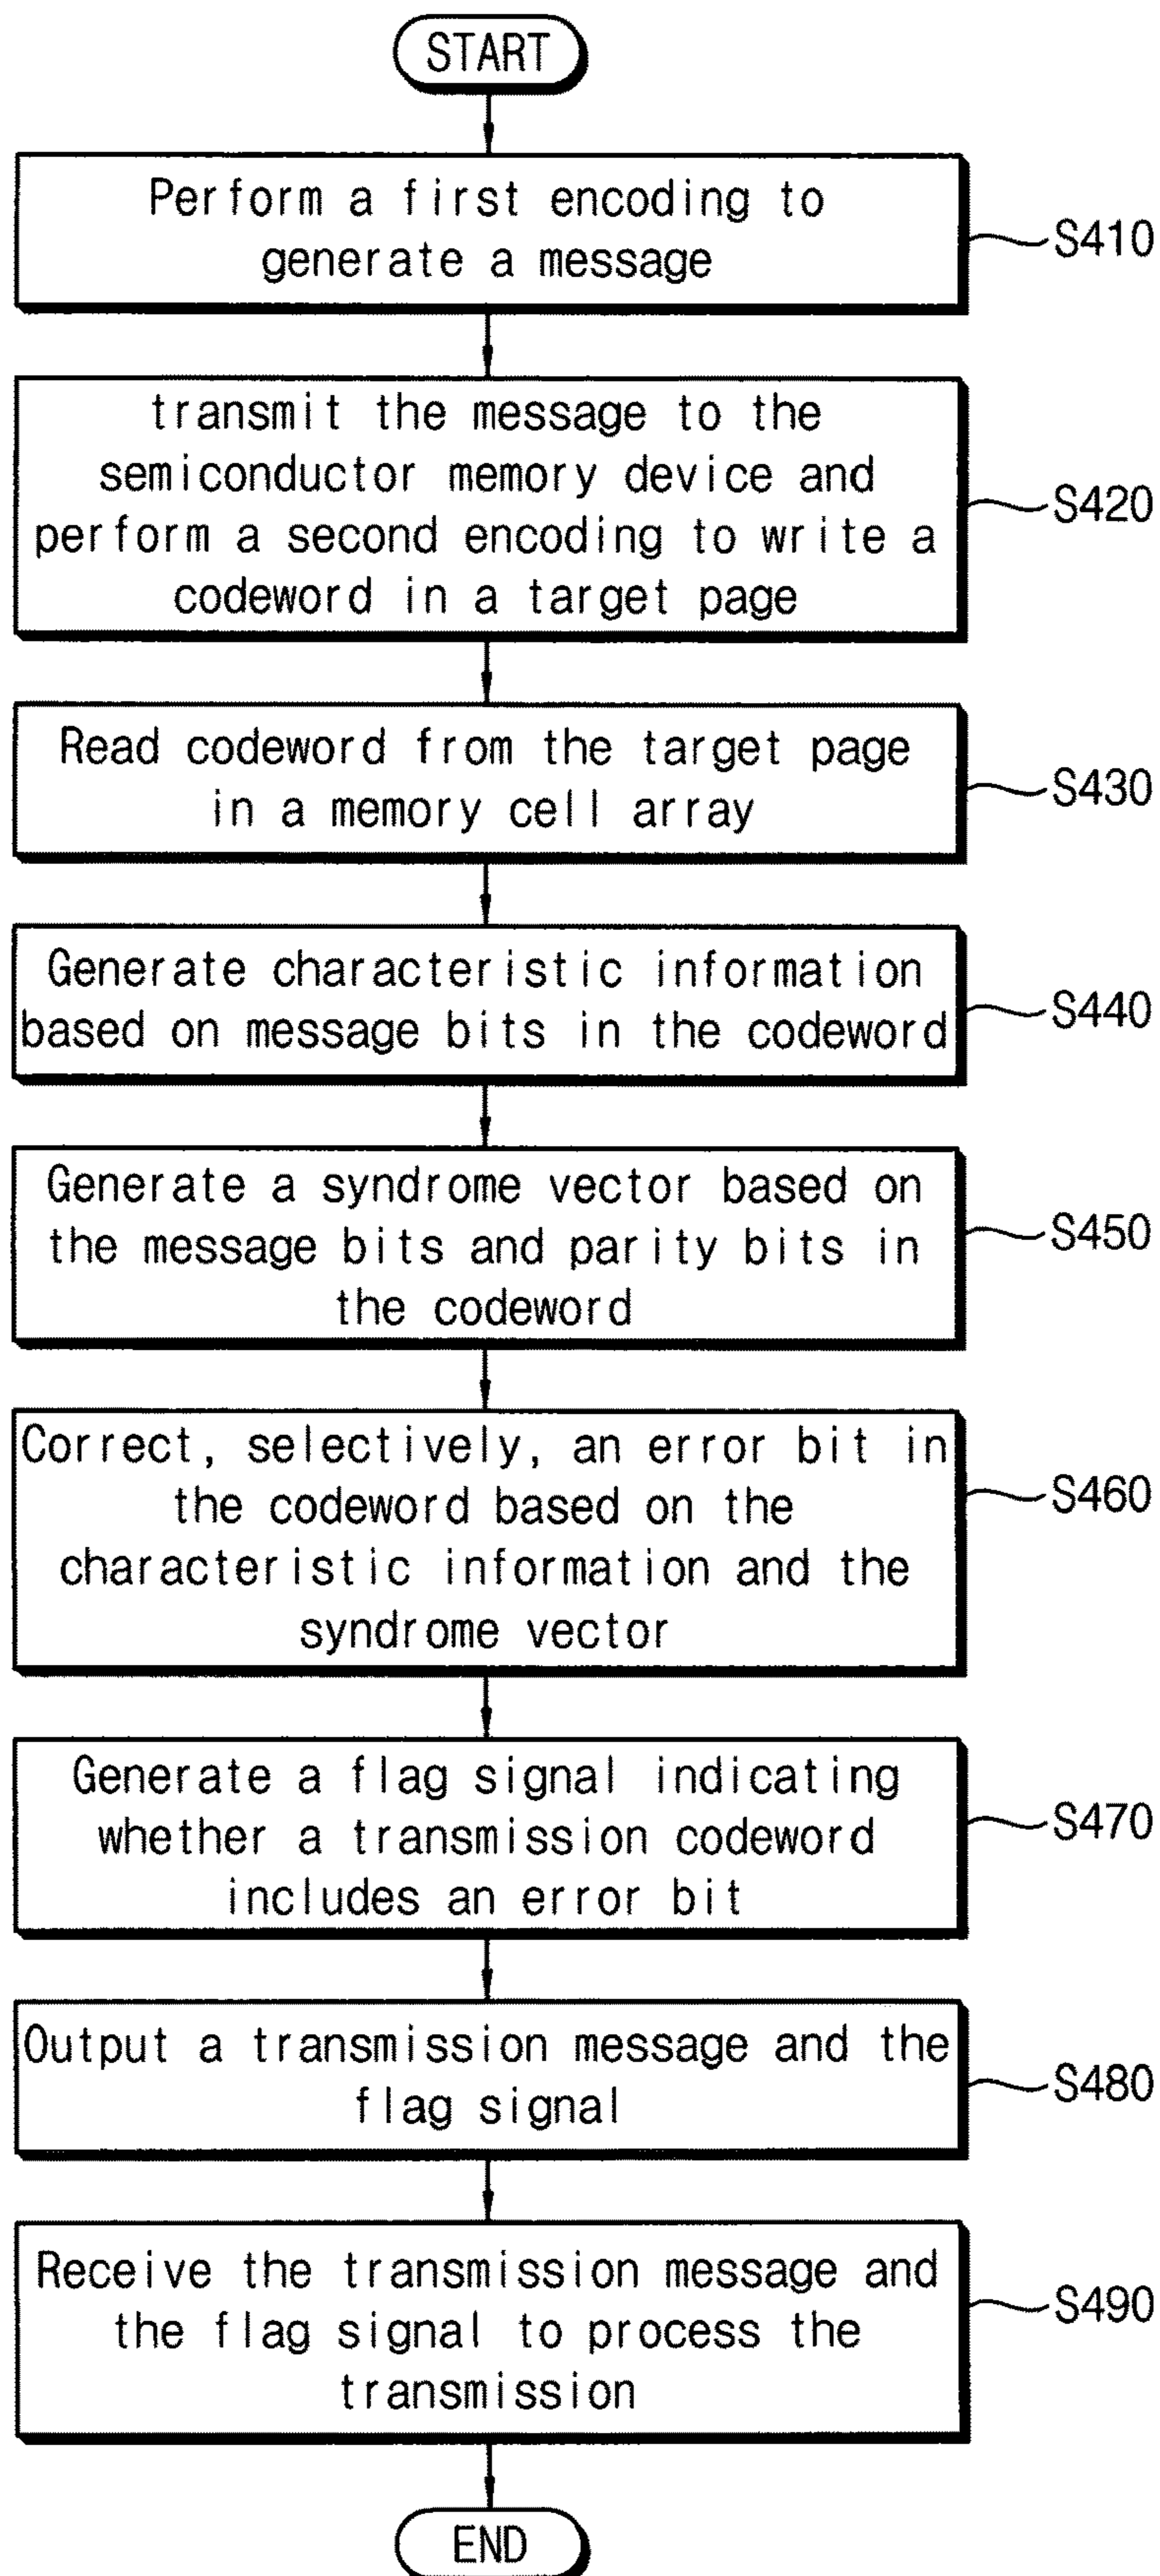 START
Perform a first encoding to
generate a message
S410
transmit the message to the
semiconductor memory device and
perform a second encoding to write a
codeword in a target page
S420
Read codeword from the target page
in a memory cell array
S430
Generate characteristic information
based on message bits in the codeword
S440
Generate a syndrome vector based on
the message bits and parity bits in
the codeword
S450
Correct, selectively, an error bit in
the codeword based on the
characteristic information and the
syndrome vector
S460
Generate a flag signal indicating
whether a transmission codeword
includes an error bit
S470
Output a transmission message and the
flag signal
S480
Receive the transmission message and
the flag signal to process the
transmission
S490
END